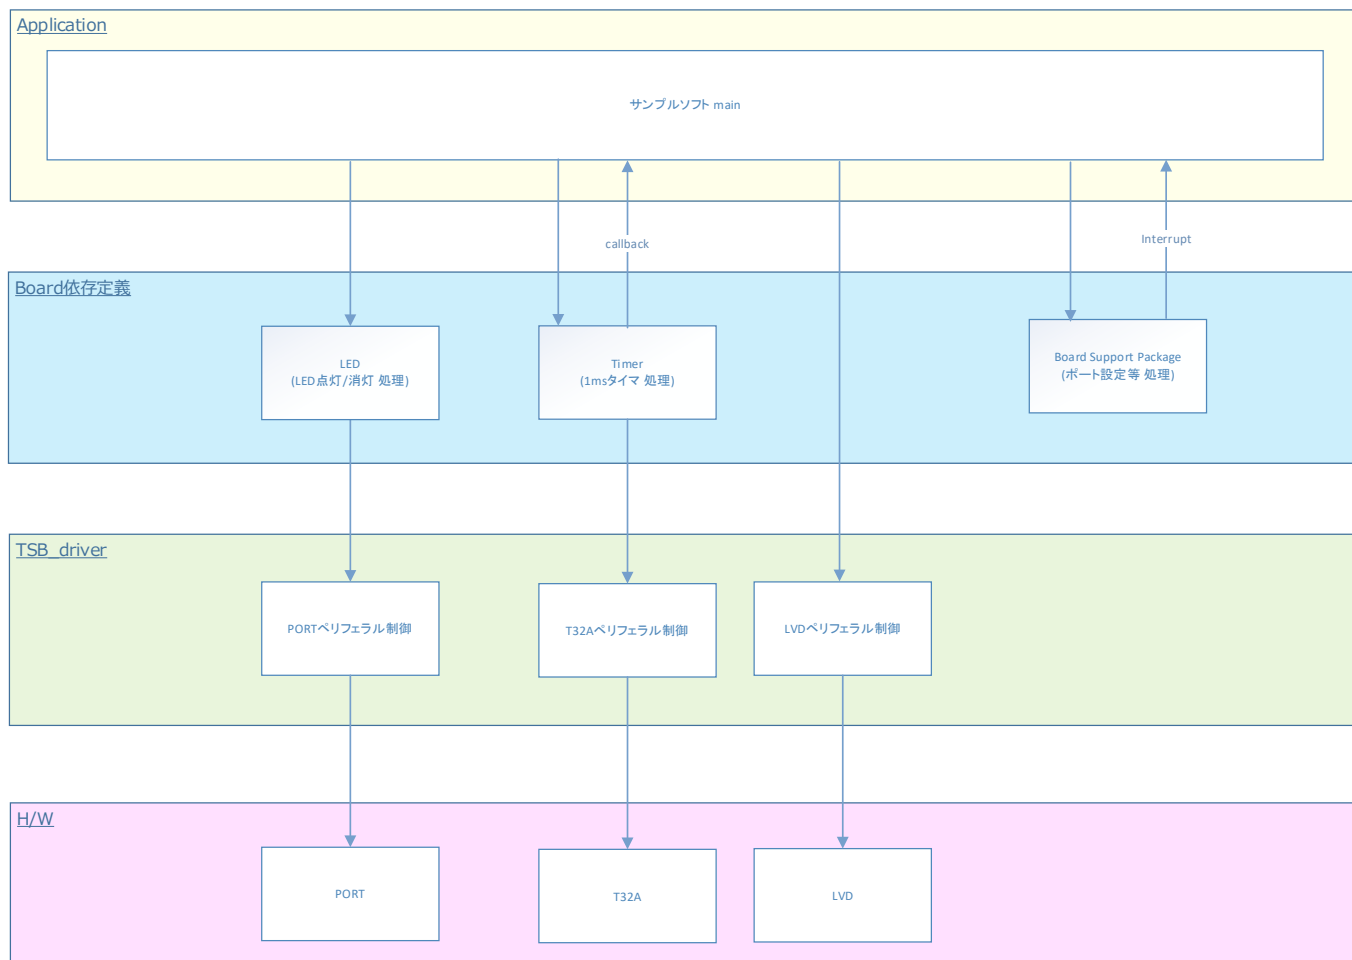 Application
サンプルソフト main
callback
Interrupt
Board依存定義
LED
(LED点灯/消灯 処理)
Timer
(1msタイマ 処理)
Board Support Package
(ポート設定等 処理)
TSB_driver
PORTペリフェラル制御
T32Aペリフェラル制御
LVDペリフェラル制御
H/W
PORT
T32A
LVD